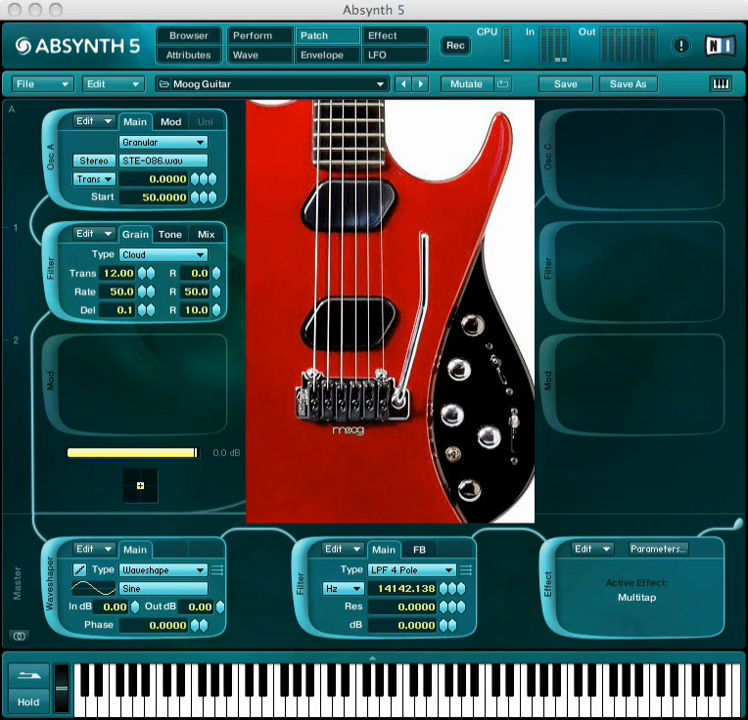 Absynth 5
ABSYNTH 5
Browser Perform Patch Effect
Attributes Wave Envelope LFO
Rec
CPU In Out
!
N I
File Edit Moog Guitar Mutate Save Save As
A
Osc A
Edit Main Mod Uni
Granular
Stereo STE-086.wav
Trans 0.0000
Start 50.0000
1
Filter
Edit Grain Tone Mix
Type Cloud
Trans 12.00 R 0.0
Rate 50.0 R 50.0
Del 0.1 R 10.0
2
Mod
0.0 dB
moog
Osc C
Filter
Mod
Master
Waveshaper
Edit Main
Type Waveshape
Sine
In dB 0.00 Out dB 0.00
Phase 0.0000
Filter
Edit Main FB
Type LPF 4 Pole
Hz 14142.138
Res 0.0000
dB 0.0000
Effect
Edit Parameters...
Active Effect:
Multitap
Hold